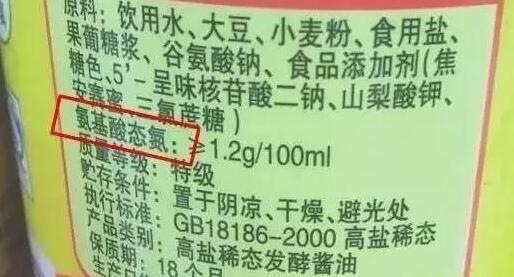 原料：饮用水、大豆、小麦粉、食用盐、
果葡糖浆、谷氨酸钠、食品添加剂(焦
糖色、5'－呈味核苷酸二钠、山梨酸钾、
安赛蜜、三氯蔗糖)
氨基酸态氮：≥1.2g/100ml
质量等级：特级
贮存条件：置于阴凉、干燥、避光处
执行标准：GB18186-2000 高盐稀态
产品类别：高盐稀态发酵酱油
保质期：18个月